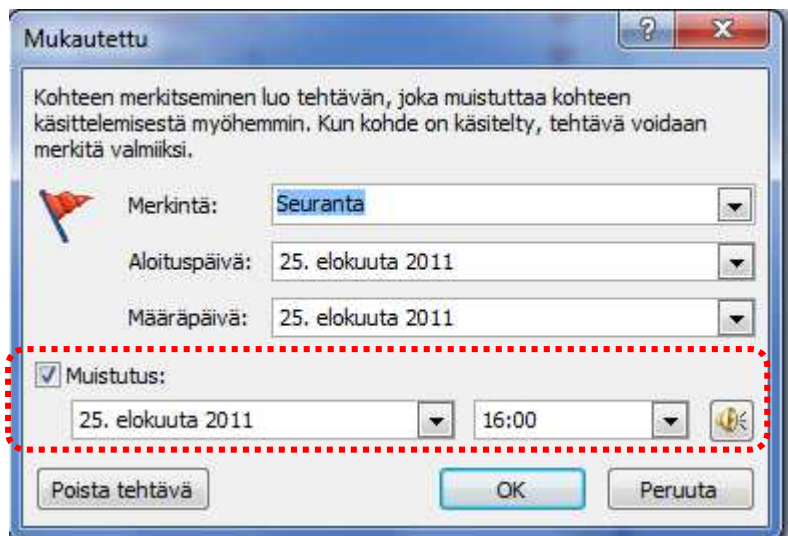 Mukautettu
Kohteen merkitseminen luo tehtävän, joka muistuttaa kohteen
käsittelemisestä myöhemmin. Kun kohde on käsitelty, tehtävä voidaan
merkitä valmiiksi.
Merkintä: Seuranta
Aloituspäivä: 25. elokuuta 2011
Määräpäivä: 25. elokuuta 2011
Muistutus:
25. elokuuta 2011 16:00
Poista tehtävä OK Peruuta